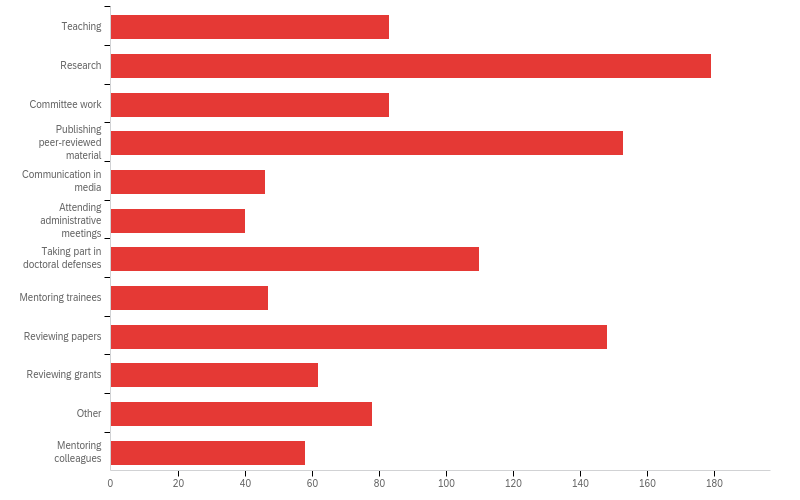 Teaching
Research
Committee work
Publishing
peer-reviewed
material
Communication in
media
Attending
administrative
meetings
Taking part in
doctoral defenses
Mentoring trainees
Reviewing papers
Reviewing grants
Other
Mentoring
colleagues
0 20 40 60 80 100 120 140 160 180